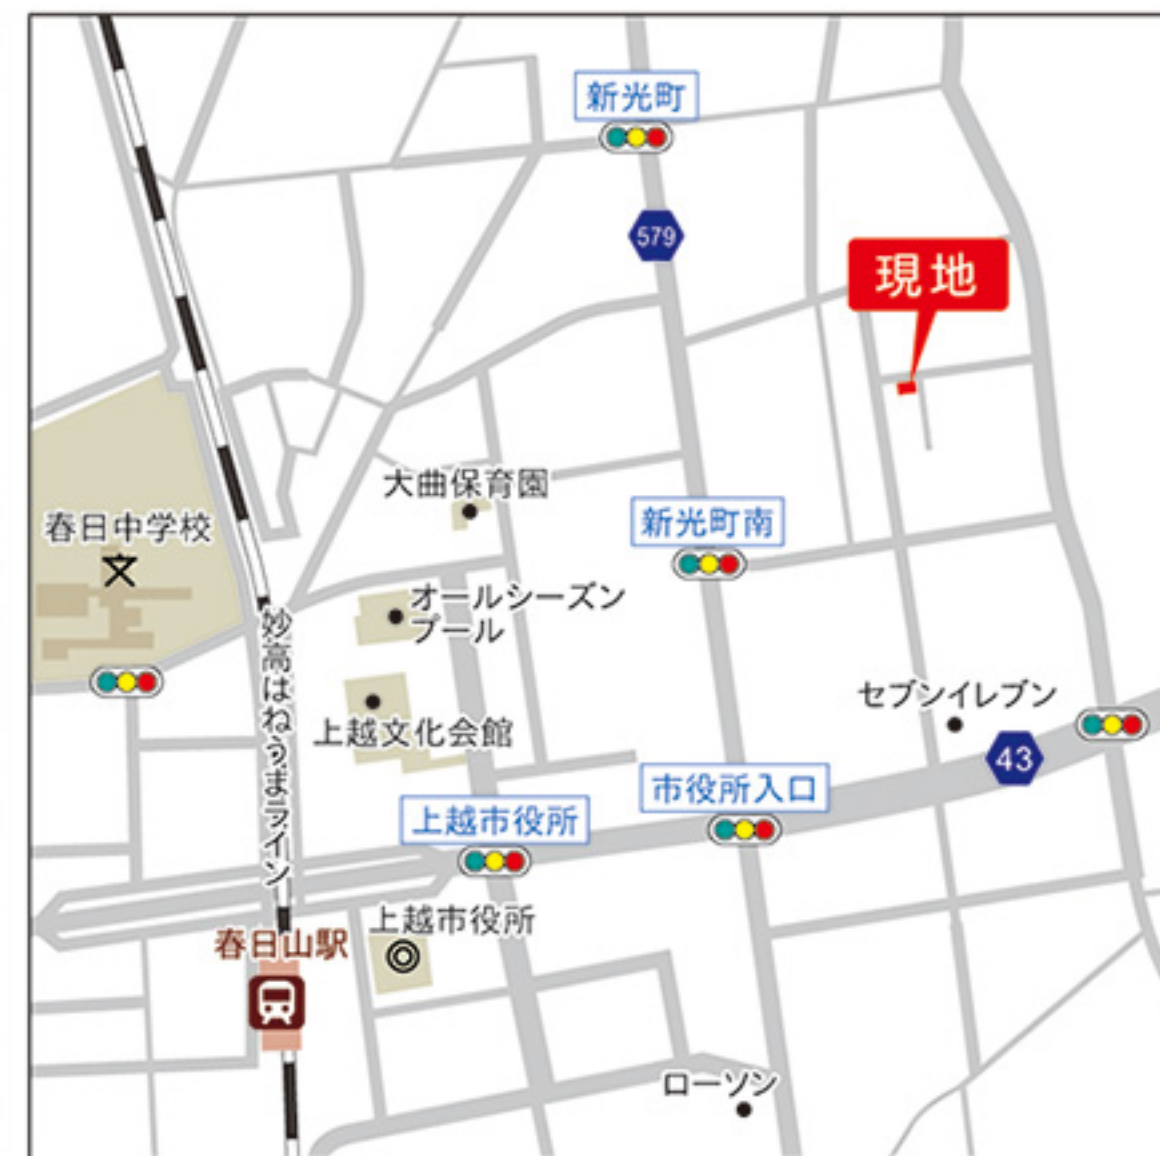 新光町
579
現地
大曲保育園
新光町南
春日中学校
オールシーズン
プール
妙高はねうまライン
セブンイレブン
上越文化会館
43
市役所入口
上越市役所
上越市役所
春日山駅
ローソン